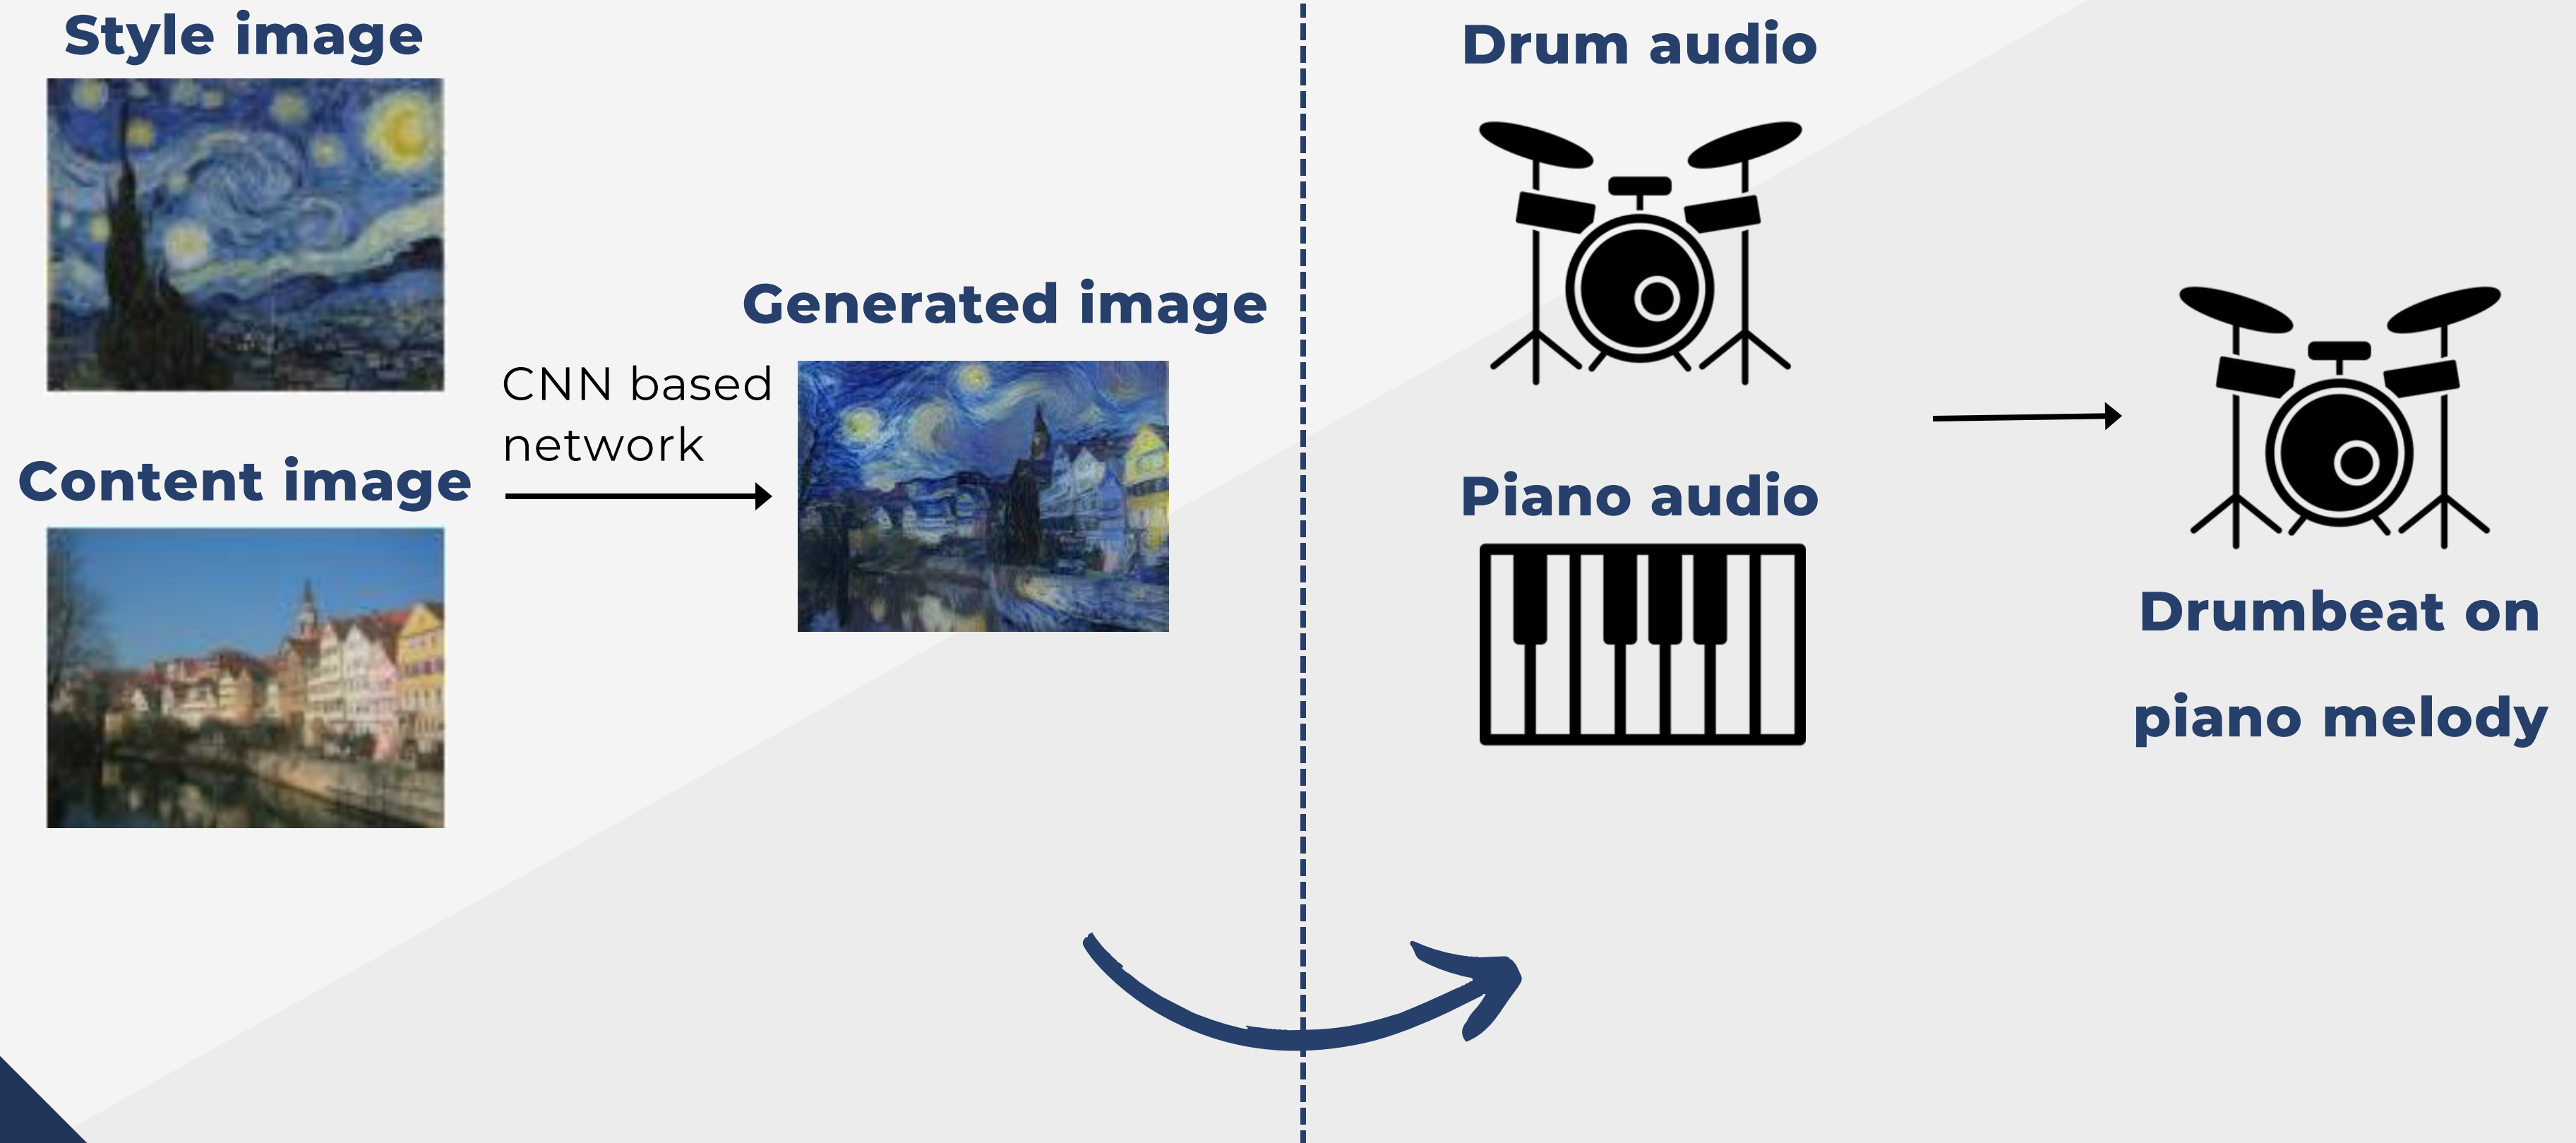 Style image
Content image
CNN based
network
Generated image
Drum audio
Piano audio
Drumbeat on
piano melody